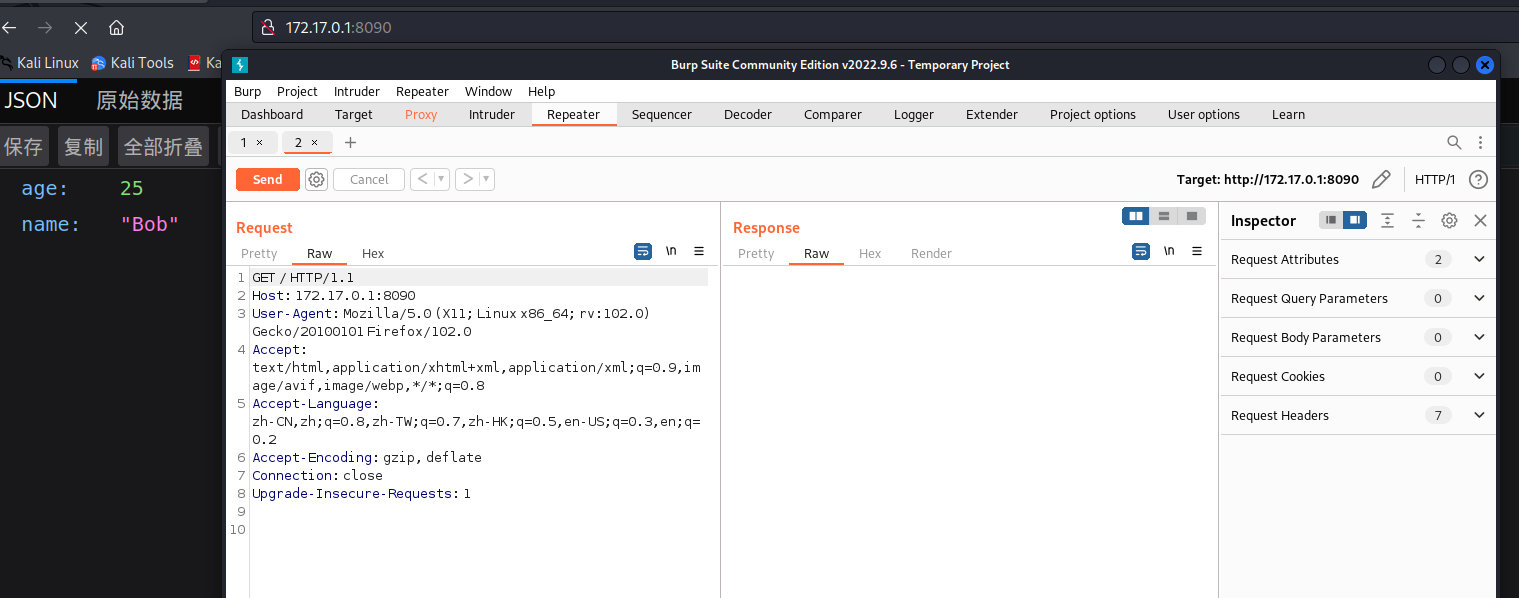 172.17.0.1:8090
Kali Linux Kali Tools Ka
JSON 原始数据
保存 复制 全部折叠
age: 25
name: "Bob"
Burp Suite Community Edition v2022.9.6 - Temporary Project
Burp Project Intruder Repeater Window Help
Dashboard Target Proxy Intruder Repeater Sequencer Decoder Comparer Logger Extender Project options User options Learn
1 × 2 × +
Send Cancel < > Target: http://172.17.0.1:8090 HTTP/1 ?
Request
Pretty Raw Hex \n
1 GET / HTTP/1.1
2 Host: 172.17.0.1:8090
3 User-Agent: Mozilla/5.0 (X11; Linux x86_64; rv:102.0)
Gecko/20100101 Firefox/102.0
4 Accept:
text/html,application/xhtml+xml,application/xml;q=0.9,im
age/avif,image/webp,*/*;q=0.8
5 Accept-Language:
zh-CN,zh;q=0.8,zh-TW;q=0.7,zh-HK;q=0.5,en-US;q=0.3,en;q=
0.2
6 Accept-Encoding: gzip, deflate
7 Connection: close
8 Upgrade-Insecure-Requests: 1
9
10
Response
Pretty Raw Hex Render \n
Inspector
Request Attributes 2
Request Query Parameters 0
Request Body Parameters 0
Request Cookies 0
Request Headers 7